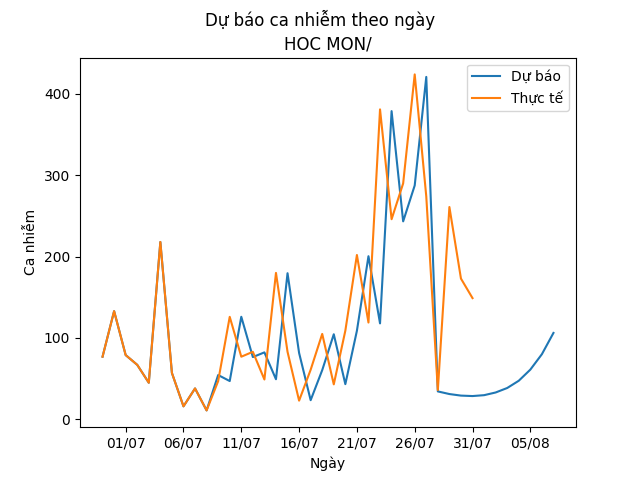 Dự báo ca nhiễm theo ngày
HOC MON/
Dự báo
Thực tế
Ca nhiễm
400
300
200
100
0
01/07 06/07 11/07 16/07 21/07 26/07 31/07 05/08
Ngày